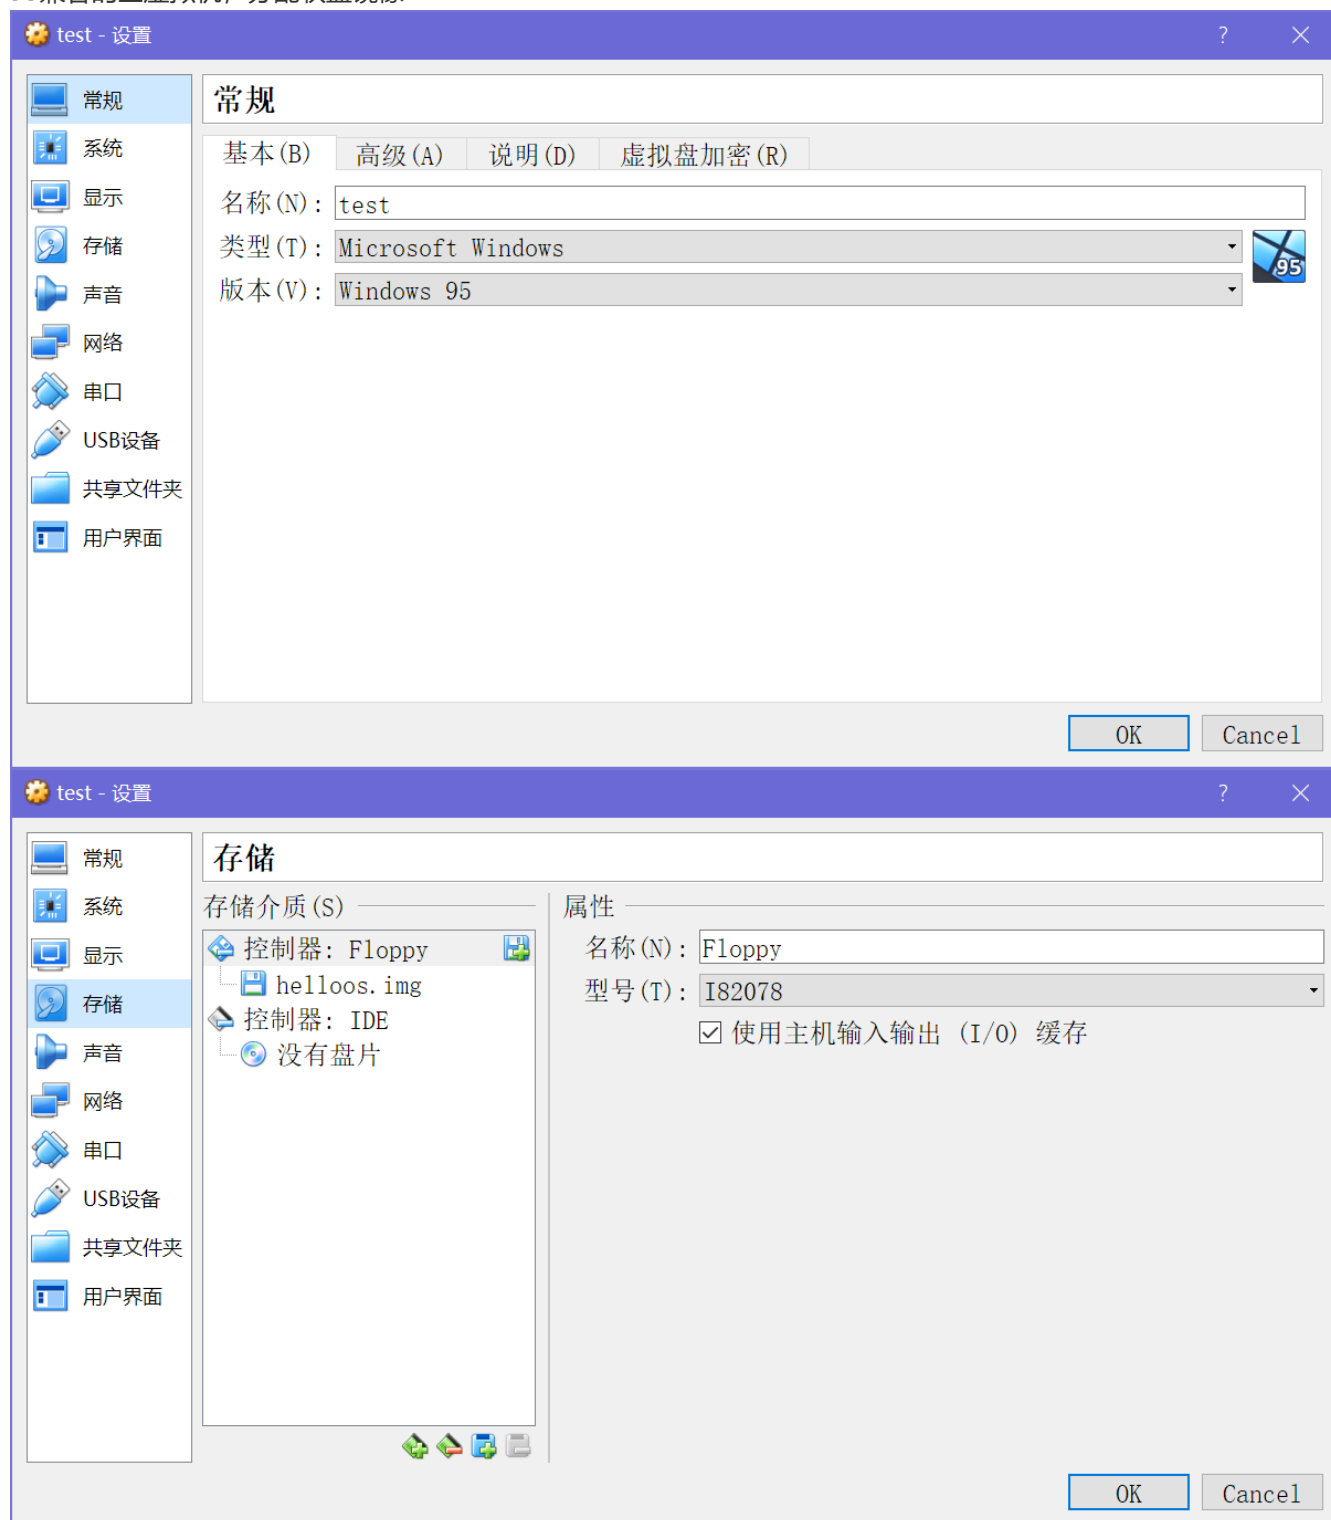 test - 设置
常规
系统
显示
存储
声音
网络
串口
USB设备
共享文件夹
用户界面
常规
基本(B) 高级(A) 说明(D) 虚拟盘加密(R)
名称(N): test
类型(T): Microsoft Windows
95
版本(V): Windows 95
OK Cancel
test - 设置
常规
系统
显示
存储
声音
网络
串口
USB设备
共享文件夹
用户界面
存储
存储介质(S)
控制器: Floppy
helloos.img
控制器: IDE
没有盘片
属性
名称(N): Floppy
型号(T): I82078
使用主机输入输出 (I/O) 缓存
OK Cancel